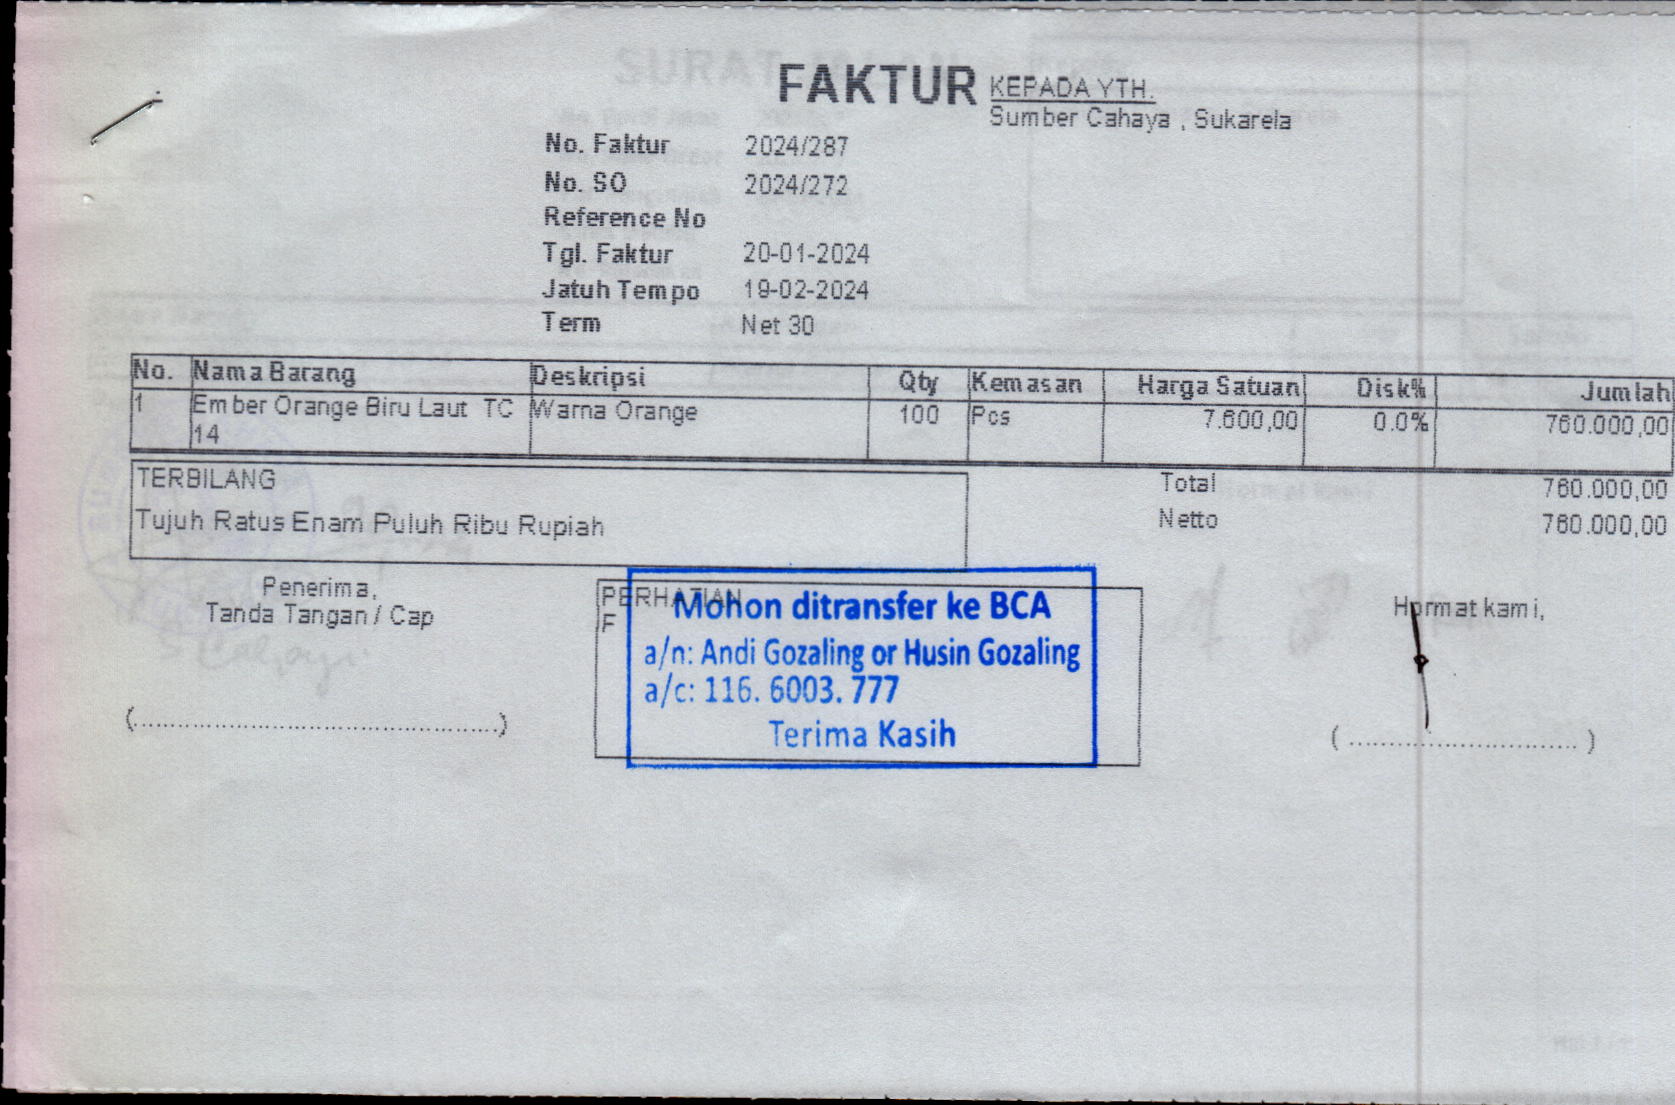 FAKTUR
KEPADA YTH.
Sumber Cahaya , Sukarela
No. Faktur 2024/287
No. SO 2024/272
Reference No
Tgl. Faktur 20-01-2024
Jatuh Tempo 19-02-2024
Term Net 30
No. Nama Barang Deskripsi Qty Kemasan Harga Satuan Disk% Jumlah
1 Ember Orange Biru Laut TC 14 Warna Orange 100 Pcs 7.600,00 0.0% 760.000,00
TERBILANG
Tujuh Ratus Enam Puluh Ribu Rupiah
Total 760.000,00
Netto 760.000,00
Penerima,
Tanda Tangan / Cap
PERHATIAN
F
Mohon ditransfer ke BCA
a/n: Andi Gozaling or Husin Gozaling
a/c: 116. 6003. 777
Terima Kasih
Hormat kami,